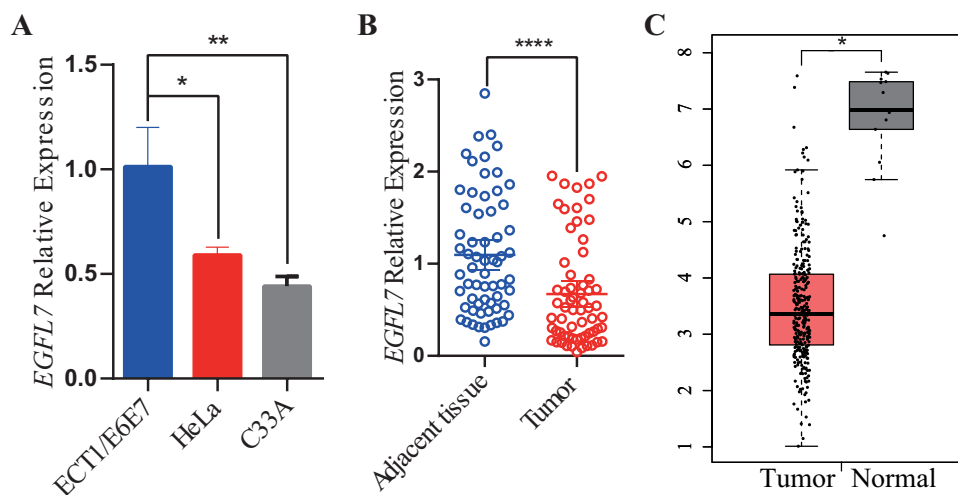 A
EGFL7 Relative Expression
1.5
1.0
0.5
0.0
**
*
ECT1/E6E7
HeLa
C33A
B
EGFL7 Relative Expression
3
2
1
0
****
Adjacent tissue
Tumor
C
8
7
6
5
4
3
2
1
*
Tumor
Normal